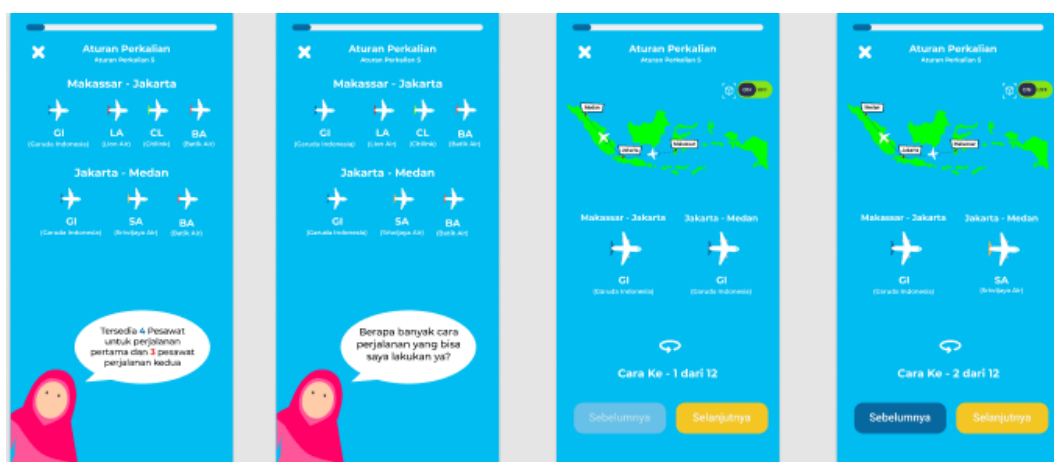 Aturan Perkalian
Aturan Perkalian 5
Makassar - Jakarta
GI LA CL BA
(Garuda Indonesia) (Lion Air) (Citilink) (Batik Air)
Jakarta - Medan
GI SA BA
(Garuda Indonesia) (Sriwijaya Air) (Batik Air)
Tersedia 4 Pesawat
untuk perjalanan
pertama dan 3 pesawat
perjalanan kedua
Aturan Perkalian
Aturan Perkalian 5
Makassar - Jakarta
GI LA CL BA
(Garuda Indonesia) (Lion Air) (Citilink) (Batik Air)
Jakarta - Medan
GI SA BA
(Garuda Indonesia) (Sriwijaya Air) (Batik Air)
Berapa banyak cara
perjalanan yang bisa
saya lakukan ya?
Aturan Perkalian
Aturan Perkalian 5
ON OFF
Medan
Jakarta
Makassar
Makassar - Jakarta Jakarta - Medan
GI GI
(Garuda Indonesia) (Garuda Indonesia)
Cara Ke - 1 dari 12
Sebelumnya Selanjutnya
Aturan Perkalian
Aturan Perkalian 5
ON OFF
Medan
Jakarta
Makassar
Makassar - Jakarta Jakarta - Medan
GI SA
(Garuda Indonesia) (Sriwijaya Air)
Cara Ke - 2 dari 12
Sebelumnya Selanjutnya